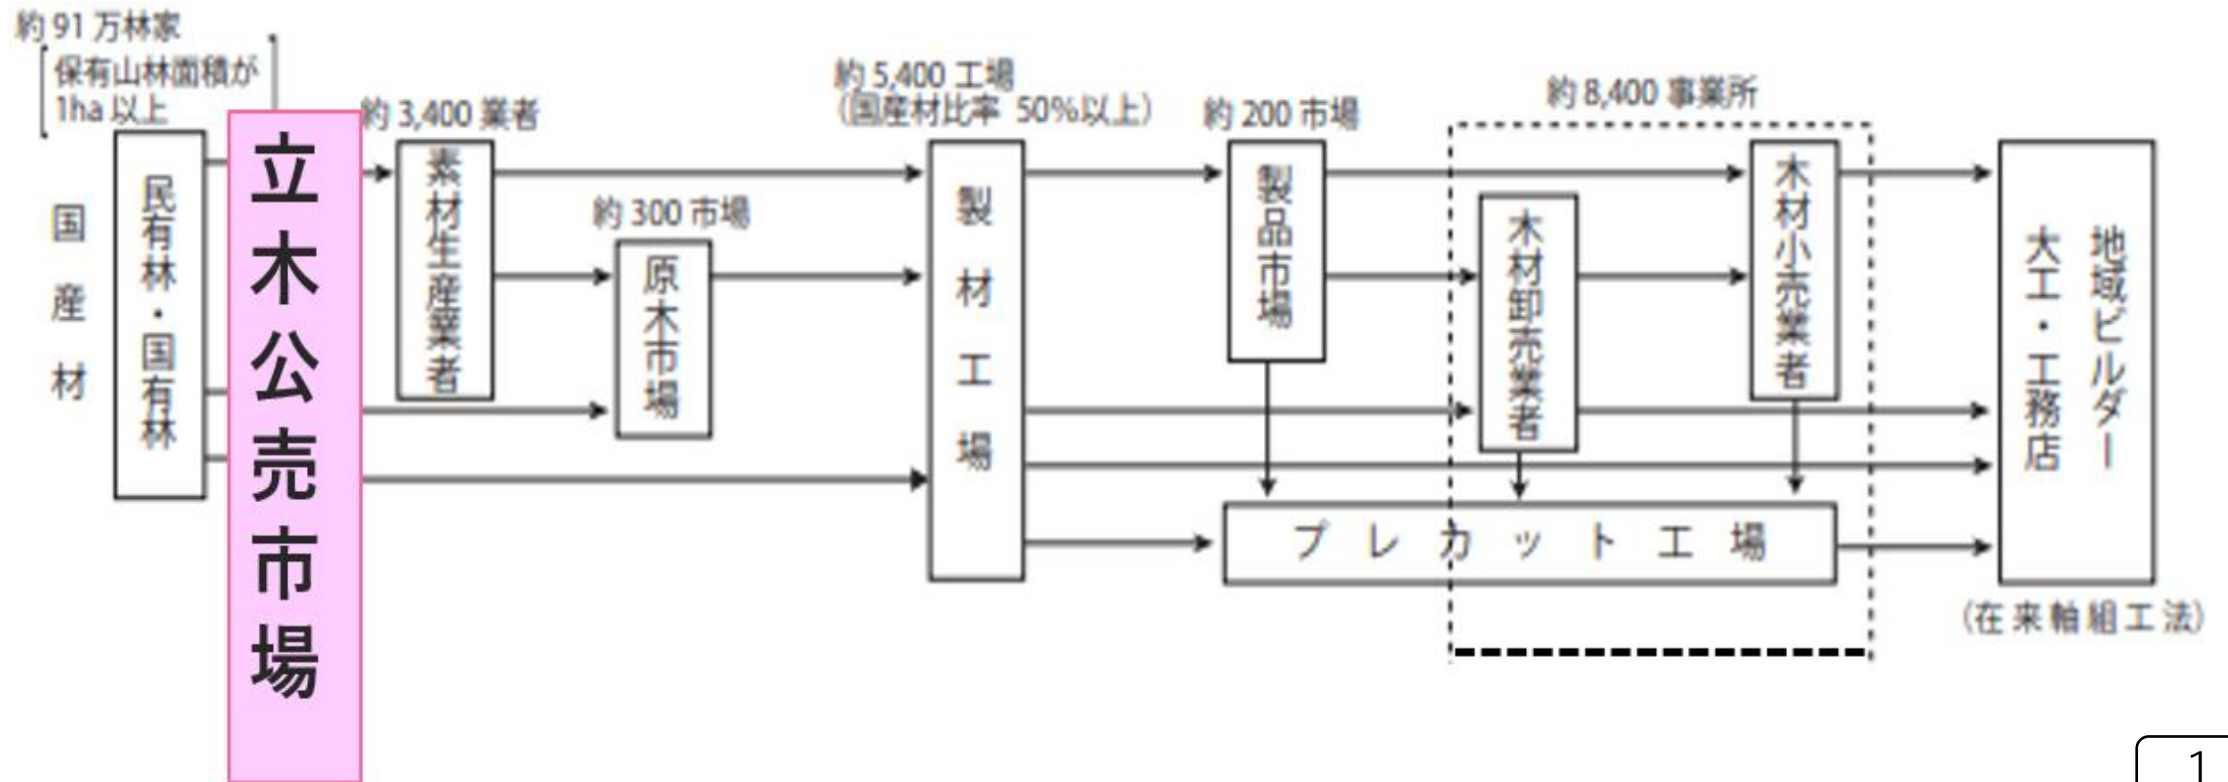 約 91 万林家
保有山林面積が
1ha 以上
国産材
民有林・国有林
立木公売市場
約 3,400 業者
素材生産業者
約 300 市場
原木市場
約 5,400 工場
（国産材比率 50％以上）
製材工場
約 200 市場
製品市場
約 8,400 事業所
木材卸売業者
木材小売業者
プレカット工場
地域ビルダー
大工・工務店
（在来軸組工法）
1